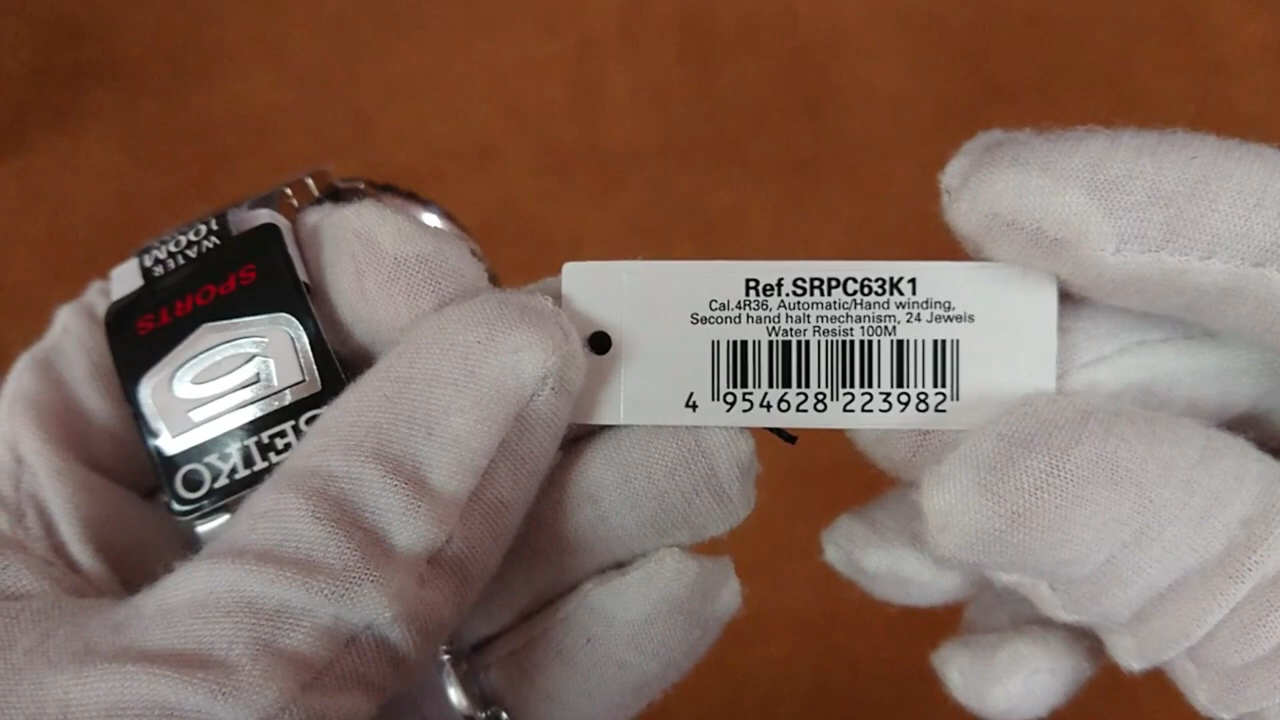 WATER
100M
SPORTS
5
SEIKO
Ref.SRPC63K1
Cal.4R36, Automatic/Hand winding,
Second hand halt mechanism, 24 Jewels
Water Resist 100M
4 954628 223982